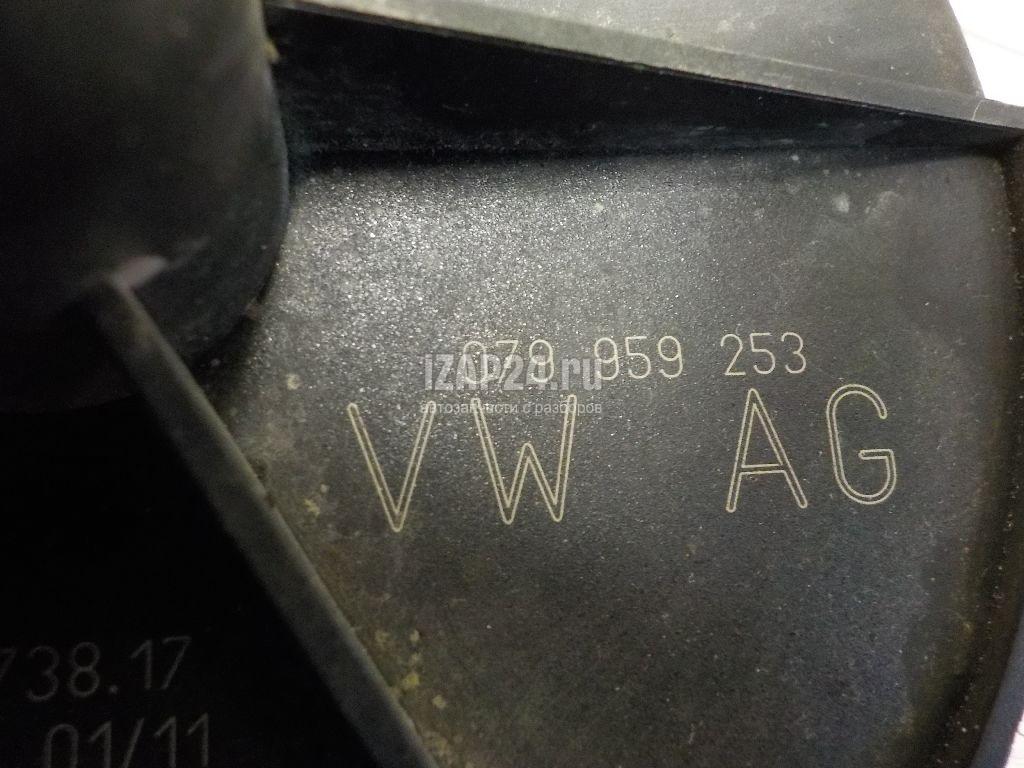 078 959 253
IZAP24.ru
автозапчасти с разборов
VW AG
738.17
01/11